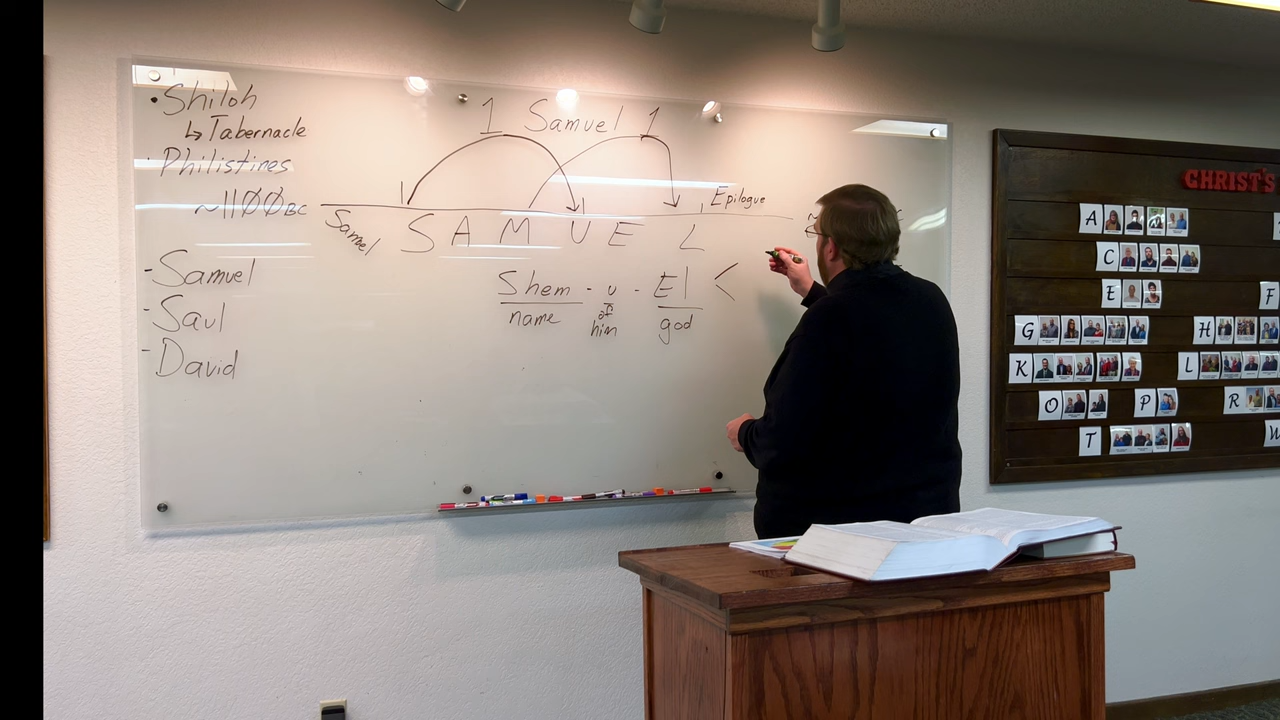 • Shiloh
↳ Tabernacle
· Philistines
~1100 BC
- Samuel
- Saul
- David
1 Samuel 1
Epilogue
Samuel
S A M U E L
Shem - u - El <
name of him god
CHRIST'S
A
C
E
F
G
H
K
L
O
P
R
T
W